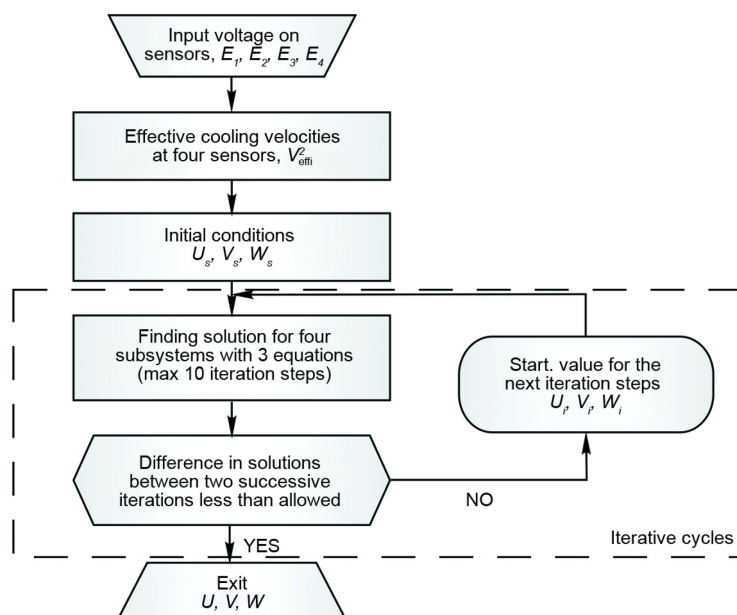 Input voltage on
sensors, E₁, E₂, E₃, E₄
Effective cooling velocities
at four sensors, V²effi
Initial conditions
Uₛ, Vₛ, Wₛ
Finding solution for four
subsystems with 3 equations
(max 10 iteration steps)
Start. value for the
next iteration steps
Uᵢ, Vᵢ, Wᵢ
Difference in solutions
between two successive
iterations less than allowed
NO
YES
Iterative cycles
Exit
U, V, W